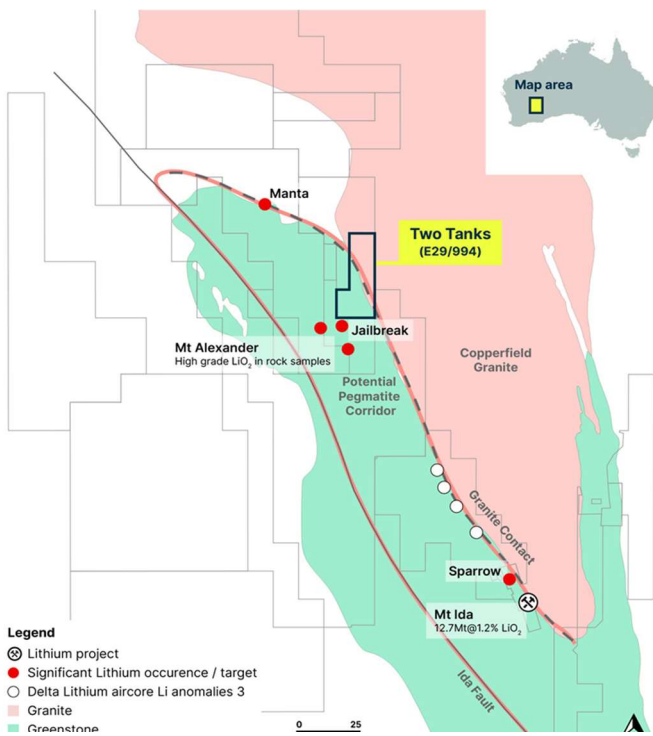 Map area
Manta
Two Tanks
(E29/994)
Jailbreak
Mt Alexander
High grade LiO₂ in rock samples
Copperfield
Granite
Potential
Pegmatite
Corridor
Granite Contact
Sparrow
Mt Ida
12.7Mt@1.2% LiO₂
Ida Fault
Legend
Lithium project
Significant Lithium occurence / target
Delta Lithium aircore Li anomalies 3
Granite
Greenstone
0 25